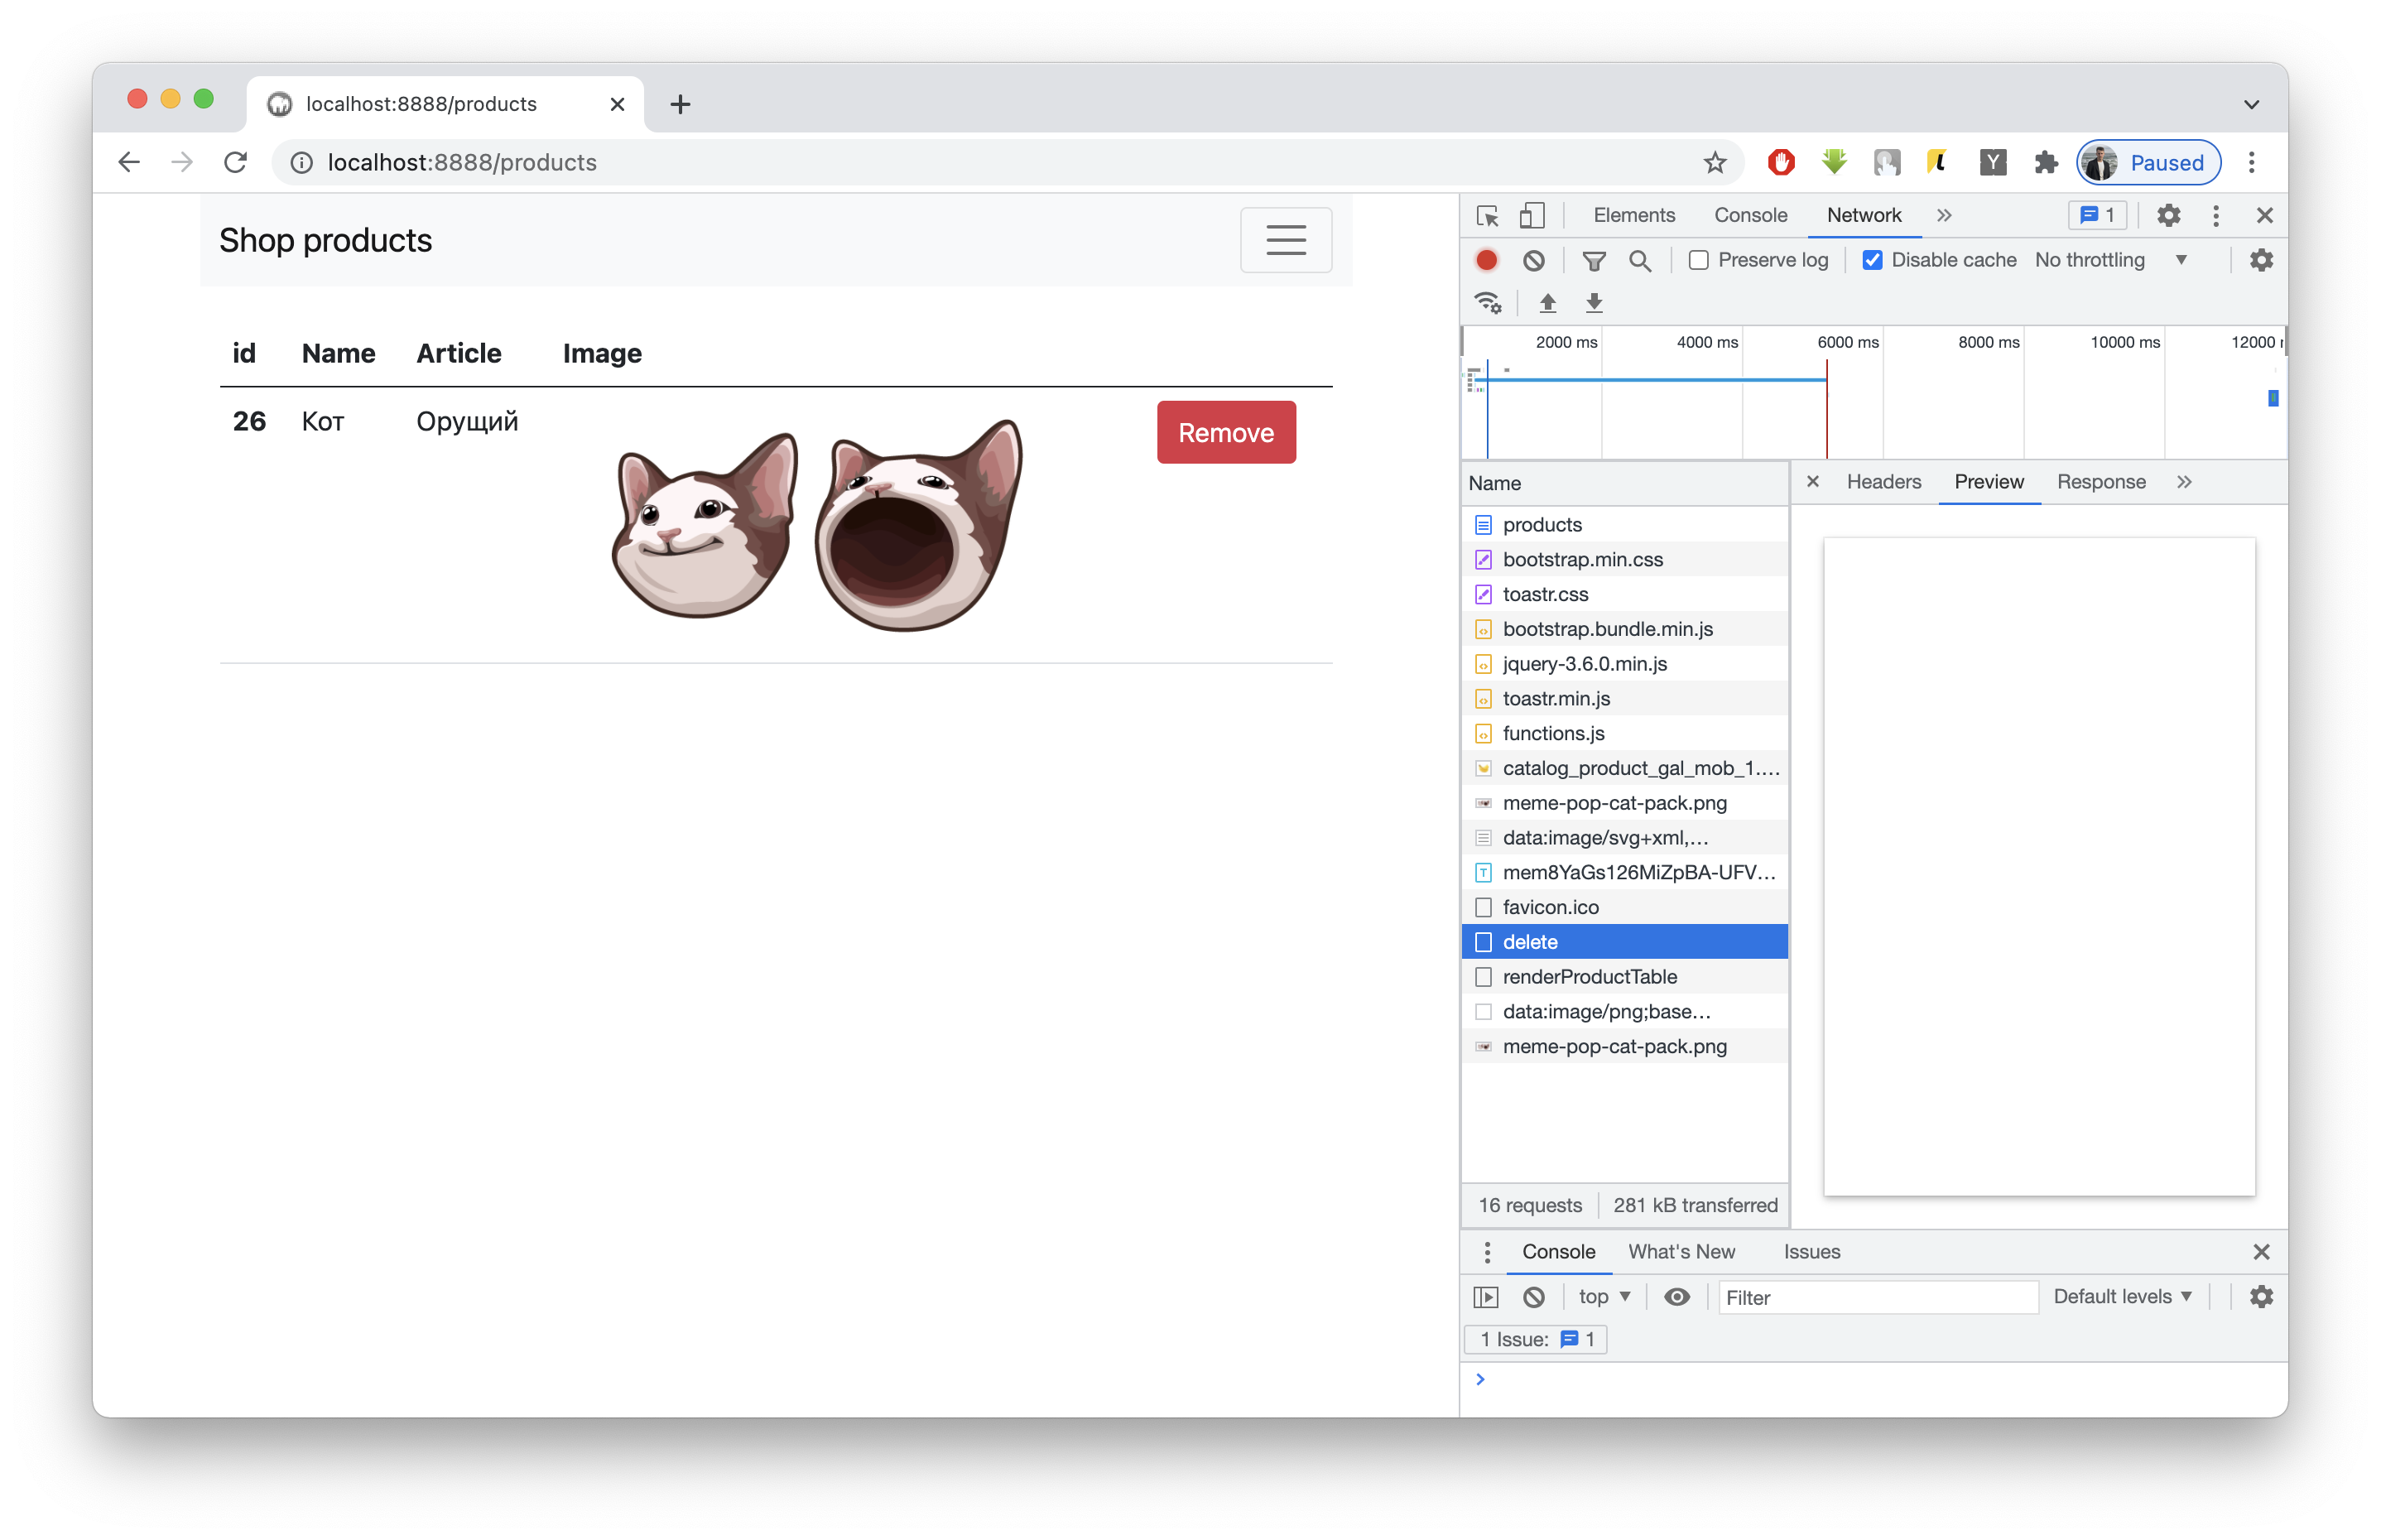 localhost:8888/products
localhost:8888/products
Paused
Shop products
id Name Article Image
26 Кот Орущий Remove
Elements Console Network 1
Preserve log Disable cache No throttling
2000 ms 4000 ms 6000 ms 8000 ms 10000 ms 12000
Name
Headers Preview Response
products
bootstrap.min.css
toastr.css
bootstrap.bundle.min.js
jquery-3.6.0.min.js
toastr.min.js
functions.js
catalog_product_gal_mob_1....
meme-pop-cat-pack.png
data:image/svg+xml,...
mem8YaGs126MiZpBA-UFV...
favicon.ico
delete
renderProductTable
data:image/png;base...
meme-pop-cat-pack.png
16 requests 281 kB transferred
Console What's New Issues
top Filter Default levels
1 Issue: 1